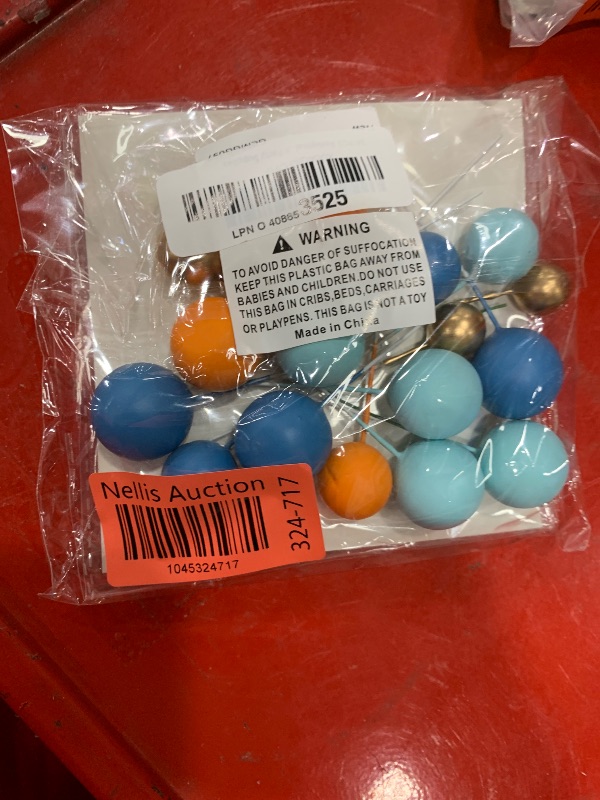 3525
LPN O 40885
WARNING
TO AVOID DANGER OF SUFFOCATION
KEEP THIS PLASTIC BAG AWAY FROM
BABIES AND CHILDREN.DO NOT USE
THIS BAG IN CRIBS,BEDS,CARRIAGES
OR PLAYPENS. THIS BAG IS NOT A TOY
Made in China
Nellis Auction
324-717
1045324717